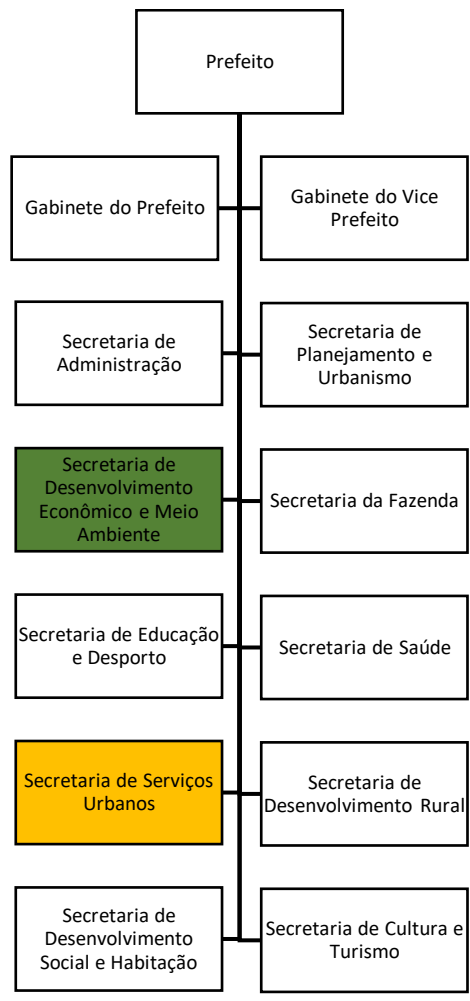 Prefeito
Gabinete do Prefeito
Gabinete do Vice
Prefeito
Secretaria de
Administração
Secretaria de
Planejamento e
Urbanismo
Secretaria de
Desenvolvimento
Econômico e Meio
Ambiente
Secretaria da Fazenda
Secretaria de Educação
e Desporto
Secretaria de Saúde
Secretaria de Serviços
Urbanos
Secretaria de
Desenvolvimento Rural
Secretaria de
Desenvolvimento
Social e Habitação
Secretaria de Cultura e
Turismo